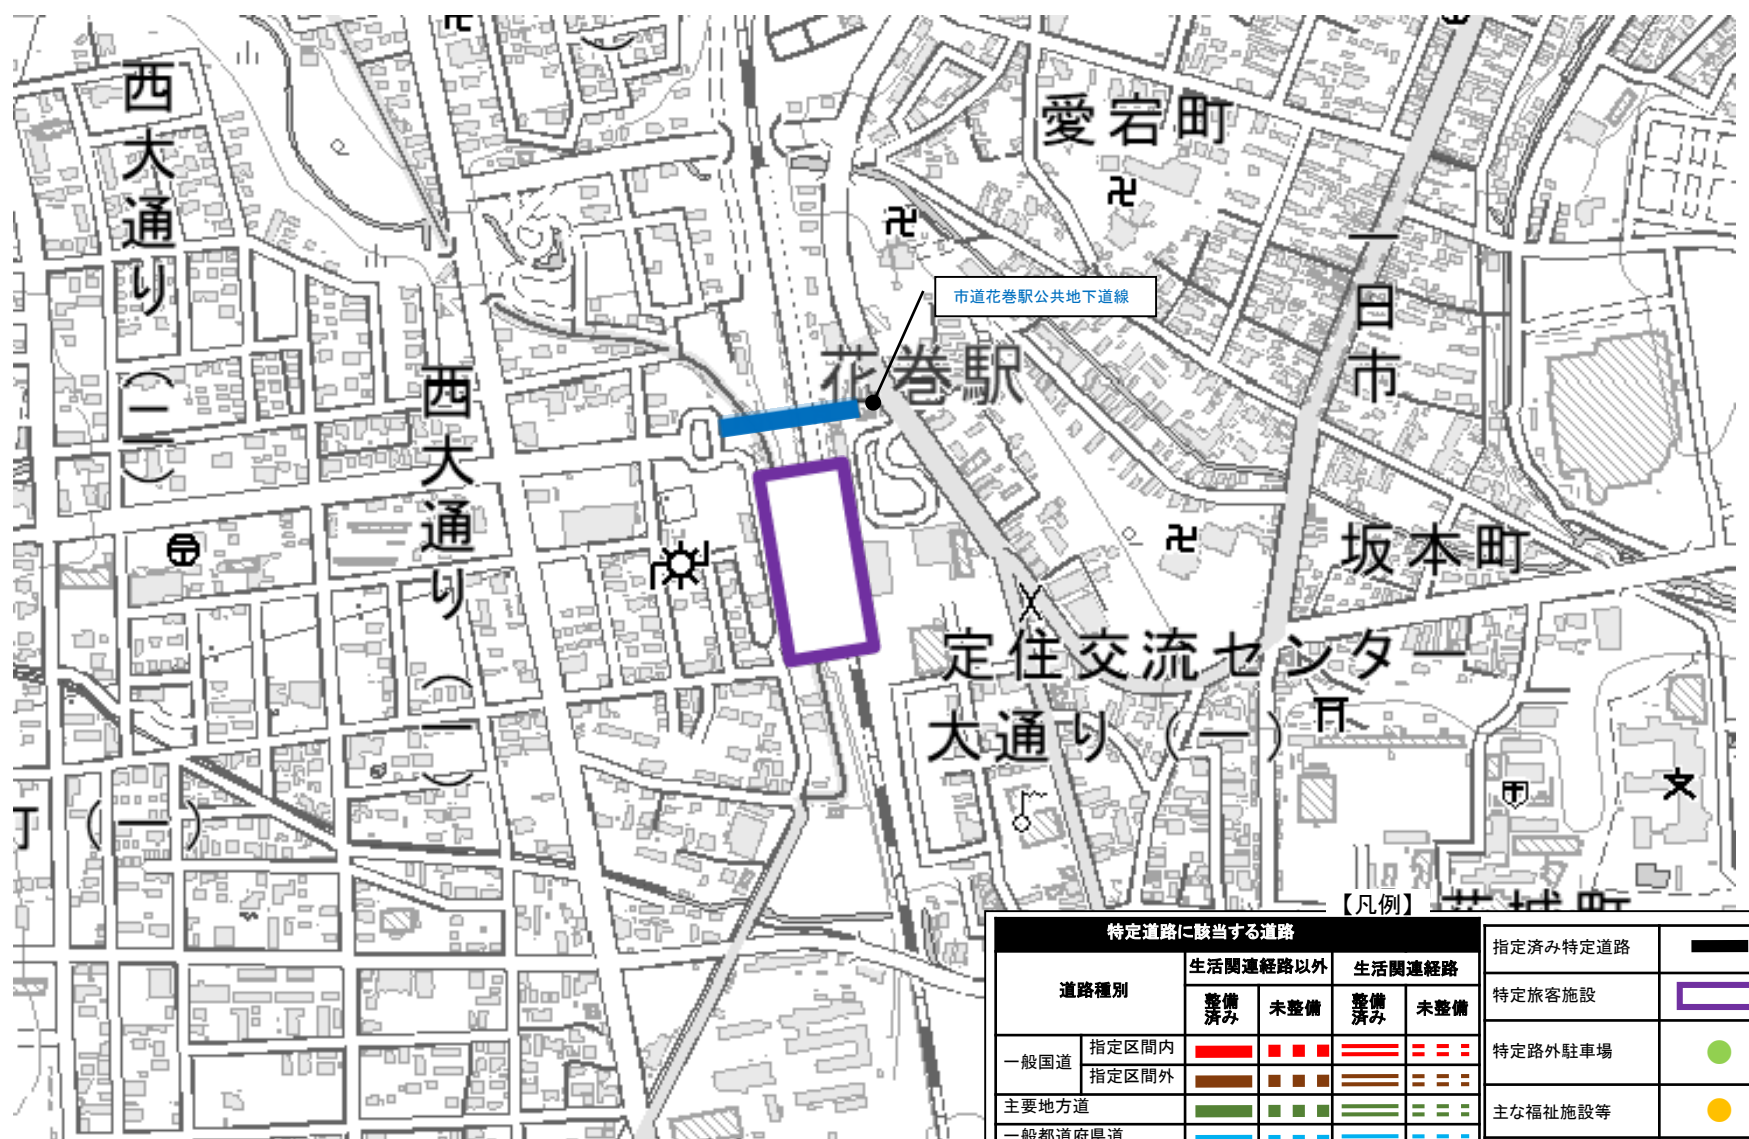 西大通り(二)
愛宕町
一日市
市道花巻駅公共地下道線
花巻駅
西大通り(一)
坂本町
定住交流センター
大通り(一)
町(一)
花城町
【凡例】
特定道路に該当する道路
道路種別
生活関連経路以外
生活関連経路
整備済み
未整備
整備済み
未整備
一般国道
指定区間内
指定区間外
主要地方道
一般都道府県道
指定済み特定道路
特定旅客施設
特定路外駐車場
主な福祉施設等